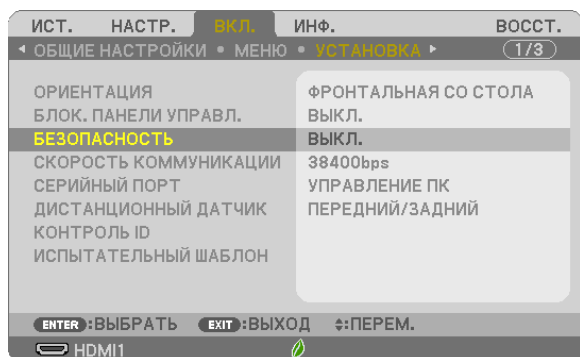 ИСТ. НАСТР. ВКЛ. ИНФ. ВОССТ.
ОБЩИЕ НАСТРОЙКИ • МЕНЮ • УСТАНОВКА 1/3
ОРИЕНТАЦИЯ ФРОНТАЛЬНАЯ СО СТОЛА
БЛОК. ПАНЕЛИ УПРАВЛ. ВЫКЛ.
БЕЗОПАСНОСТЬ ВЫКЛ.
СКОРОСТЬ КОММУНИКАЦИИ 38400bps
СЕРИЙНЫЙ ПОРТ УПРАВЛЕНИЕ ПК
ДИСТАНЦИОННЫЙ ДАТЧИК ПЕРЕДНИЙ/ЗАДНИЙ
КОНТРОЛЬ ID
ИСПЫТАТЕЛЬНЫЙ ШАБЛОН
ENTER :ВЫБРАТЬ EXIT :ВЫХОД :ПЕРЕМ.
HDMI1